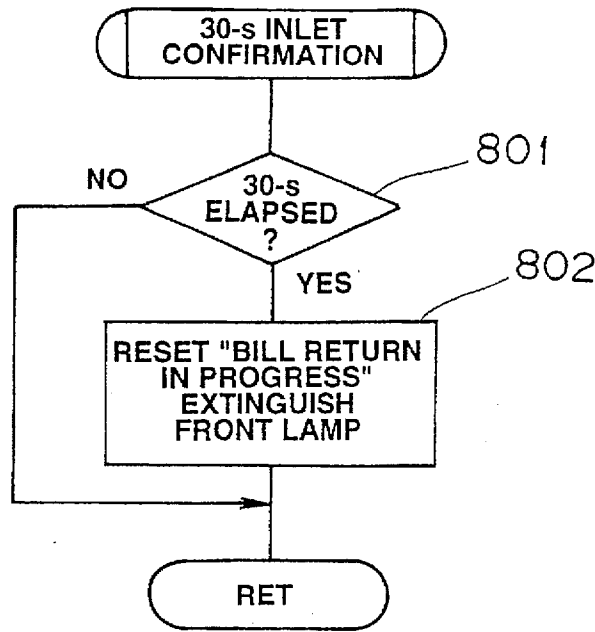 30-s INLET
CONFIRMATION
801
NO
30-s
ELAPSED
?
YES
802
RESET "BILL RETURN
IN PROGRESS"
EXTINGUISH
FRONT LAMP
RET